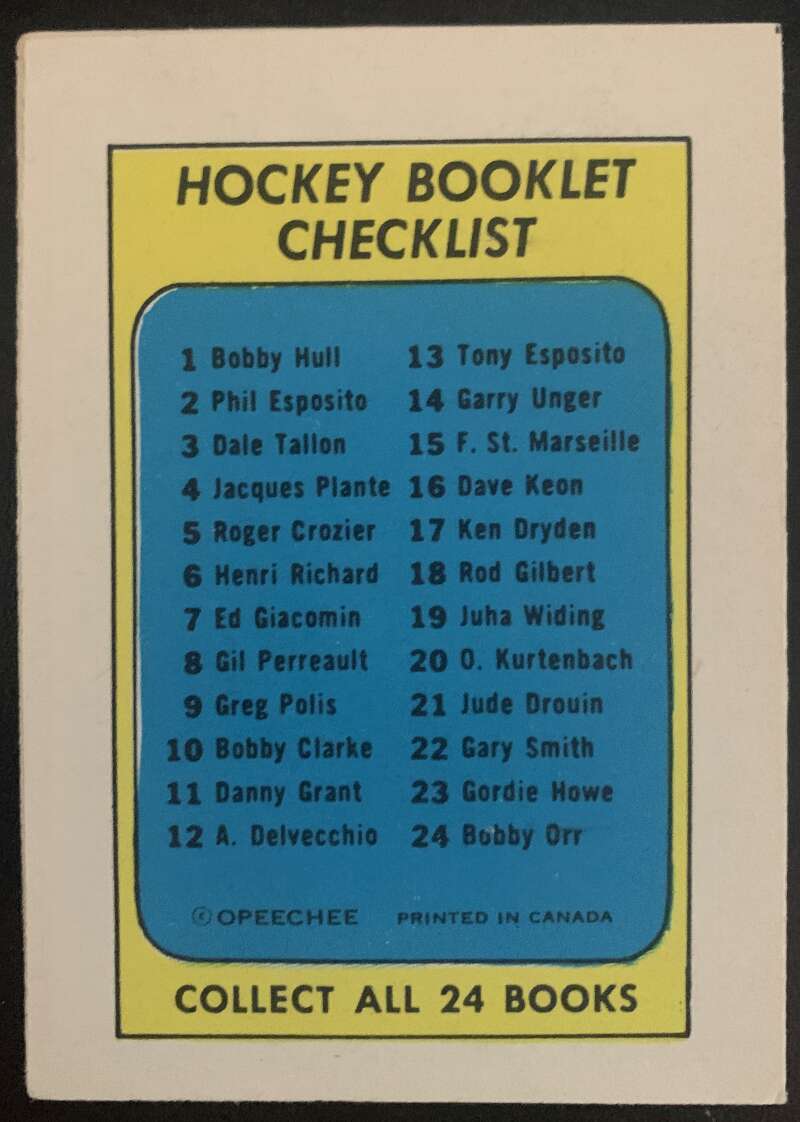 HOCKEY BOOKLET
CHECKLIST
1 Bobby Hull
2 Phil Esposito
3 Dale Tallon
4 Jacques Plante
5 Roger Crozier
6 Henri Richard
7 Ed Giacomin
8 Gil Perreault
9 Greg Polis
10 Bobby Clarke
11 Danny Grant
12 A. Delvecchio
13 Tony Esposito
14 Garry Unger
15 F. St. Marseille
16 Dave Keon
17 Ken Dryden
18 Rod Gilbert
19 Juha Widing
20 O. Kurtenbach
21 Jude Drouin
22 Gary Smith
23 Gordie Howe
24 Bobby Orr
© OPEECHEE PRINTED IN CANADA
COLLECT ALL 24 BOOKS